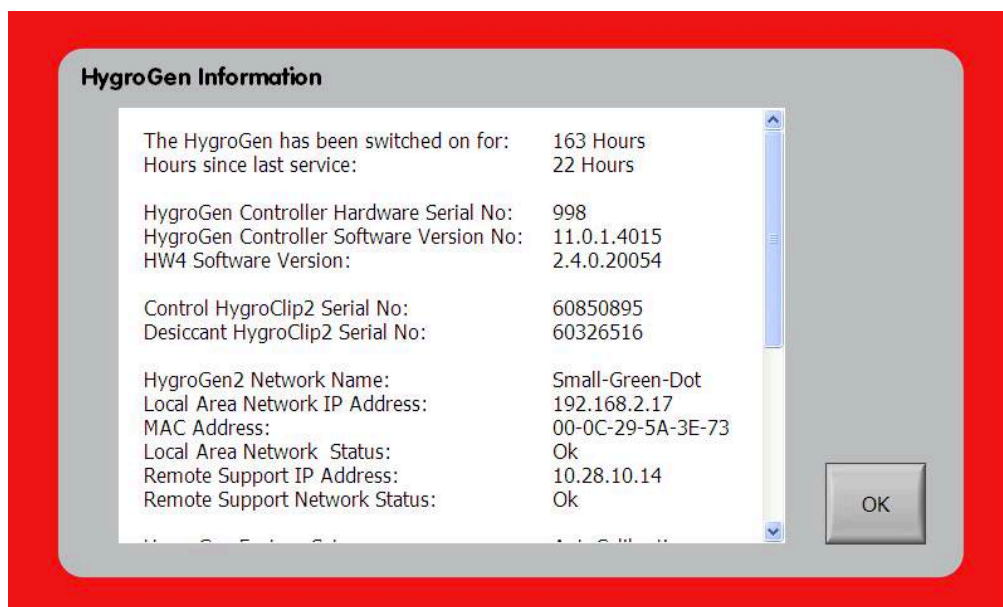 HygroGen Information
The HygroGen has been switched on for: 163 Hours
Hours since last service: 22 Hours
HygroGen Controller Hardware Serial No: 998
HygroGen Controller Software Version No: 11.0.1.4015
HW4 Software Version: 2.4.0.20054
Control HygroClip2 Serial No: 60850895
Desiccant HygroClip2 Serial No: 60326516
HygroGen2 Network Name: Small-Green-Dot
Local Area Network IP Address: 192.168.2.17
MAC Address: 00-0C-29-5A-3E-73
Local Area Network Status: Ok
Remote Support IP Address: 10.28.10.14
Remote Support Network Status: Ok
OK